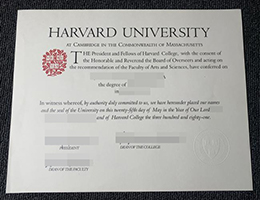 HARVARD UNIVERSITY
AT CAMBRIDGE IN THE COMMONWEALTH OF MASSACHUSETTS
THE President and Fellows of Harvard College, with the consent of
the Honorable and Reverend the Board of Overseers and acting on
the recommendation of the Faculty of Arts and Sciences, have conferred on
the degree of
In witness whereof, by authority duly committed to us, we have hereunder placed our names
and the seal of the University on this twenty-fifth day of May in the Year of Our Lord
and of Harvard College the three hundred and eighty-one.
DEAN OF THE FACULTY
DEAN OF THE COLLEGE